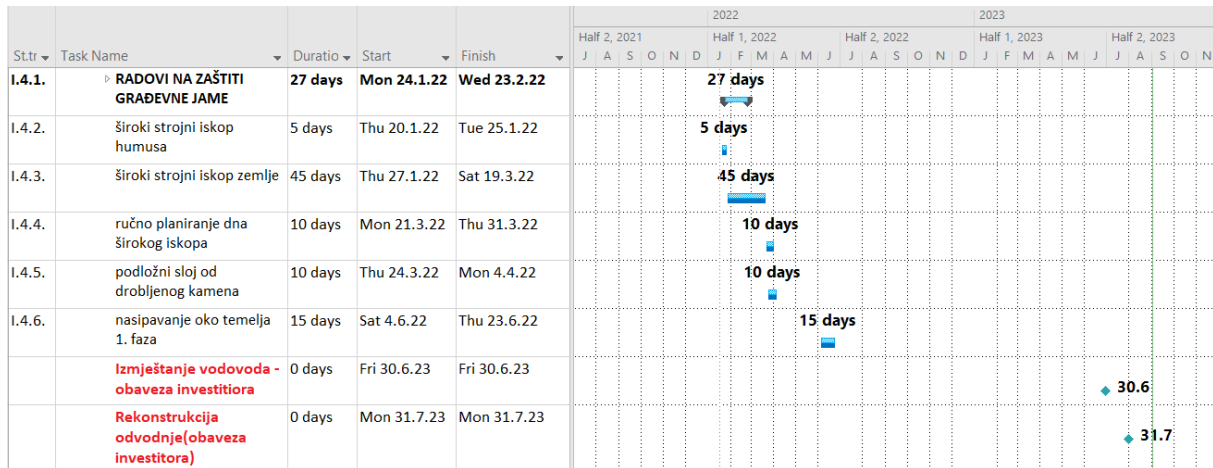 2022 2023
Half 2, 2021 Half 1, 2022 Half 2, 2022 Half 1, 2023 Half 2, 2023
St.tr Task Name Duratio Start Finish J A S O N D J F M A M J J A S O N D J F M A M J J A S O N
I.4.1. RADOVI NA ZAŠTITI 27 days Mon 24.1.22 Wed 23.2.22 27 days
GRAĐEVNE JAME
I.4.2. široki strojni iskop 5 days Thu 20.1.22 Tue 25.1.22 5 days
humusa
I.4.3. široki strojni iskop zemlje 45 days Thu 27.1.22 Sat 19.3.22 45 days
I.4.4. ručno planiranje dna 10 days Mon 21.3.22 Thu 31.3.22 10 days
širokog iskopa
I.4.5. podložni sloj od 10 days Thu 24.3.22 Mon 4.4.22 10 days
drobljenog kamena
I.4.6. nasipavanje oko temelja 15 days Sat 4.6.22 Thu 23.6.22 15 days
1. faza
Izmještanje vodovoda - 0 days Fri 30.6.23 Fri 30.6.23 30.6
obaveza investitiora
Rekonstrukcija 0 days Mon 31.7.23 Mon 31.7.23 31.7
odvodnje(obaveza
investitora)